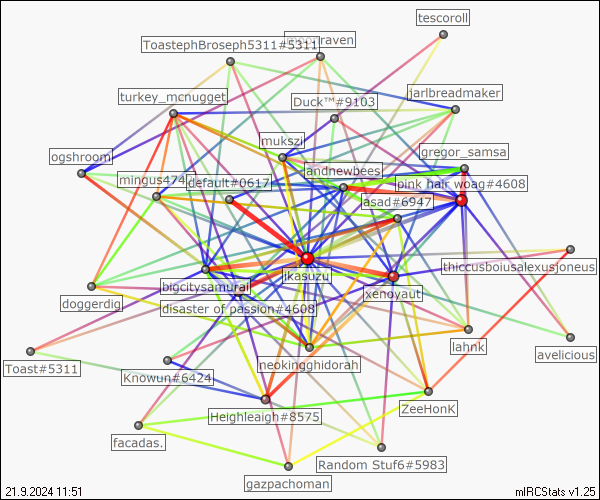 tescoroll
ToastephBroseph5311#5311
raven
jarlbreadmaker
turkey_mcnugget
Duck™#9103
mukszi
gregor_samsa
ogshroom
andnewbees
mingus474
default#0617
pink hair woag#4608
asad#6947
thiccusboiusalexusjoneus
jkasuzu
bigcitysamurai
xenoyaut
doggerdig
disaster of passion#4608
lahnk
avelicious
Toast#5311
neokingghidorah
Knowun#6424
ZeeHonK
Heighleaigh#8575
facadas.
Random Stuf6#5983
gazpachoman
21.9.2024 11:51
mIRCStats v1.25